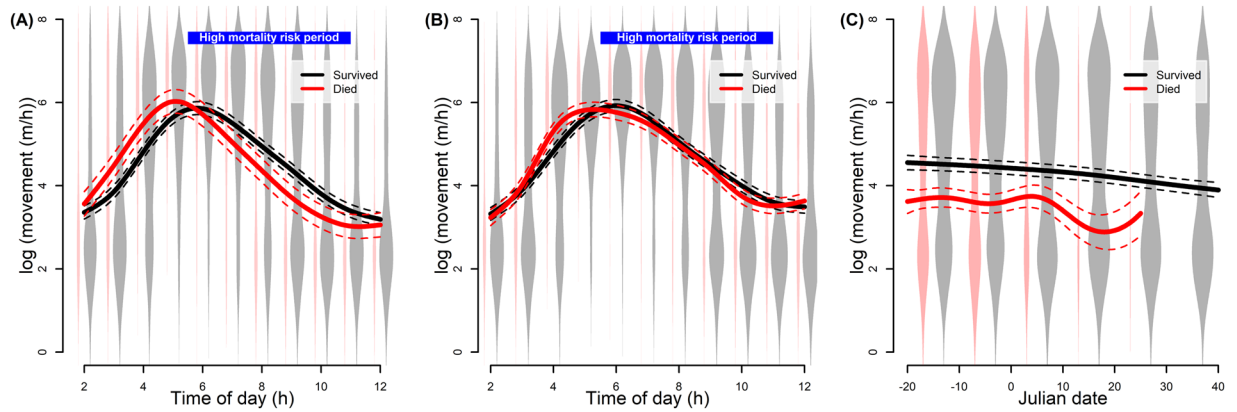 (A)
High mortality risk period
Survived
Died
log (movement (m/h))
0 2 4 6 8
2 4 6 8 10 12
Time of day (h)
(B)
High mortality risk period
Survived
Died
log (movement (m/h))
0 2 4 6 8
2 4 6 8 10 12
Time of day (h)
(C)
Survived
Died
log (movement (m/h))
0 2 4 6 8
-20 -10 0 10 20 30 40
Julian date